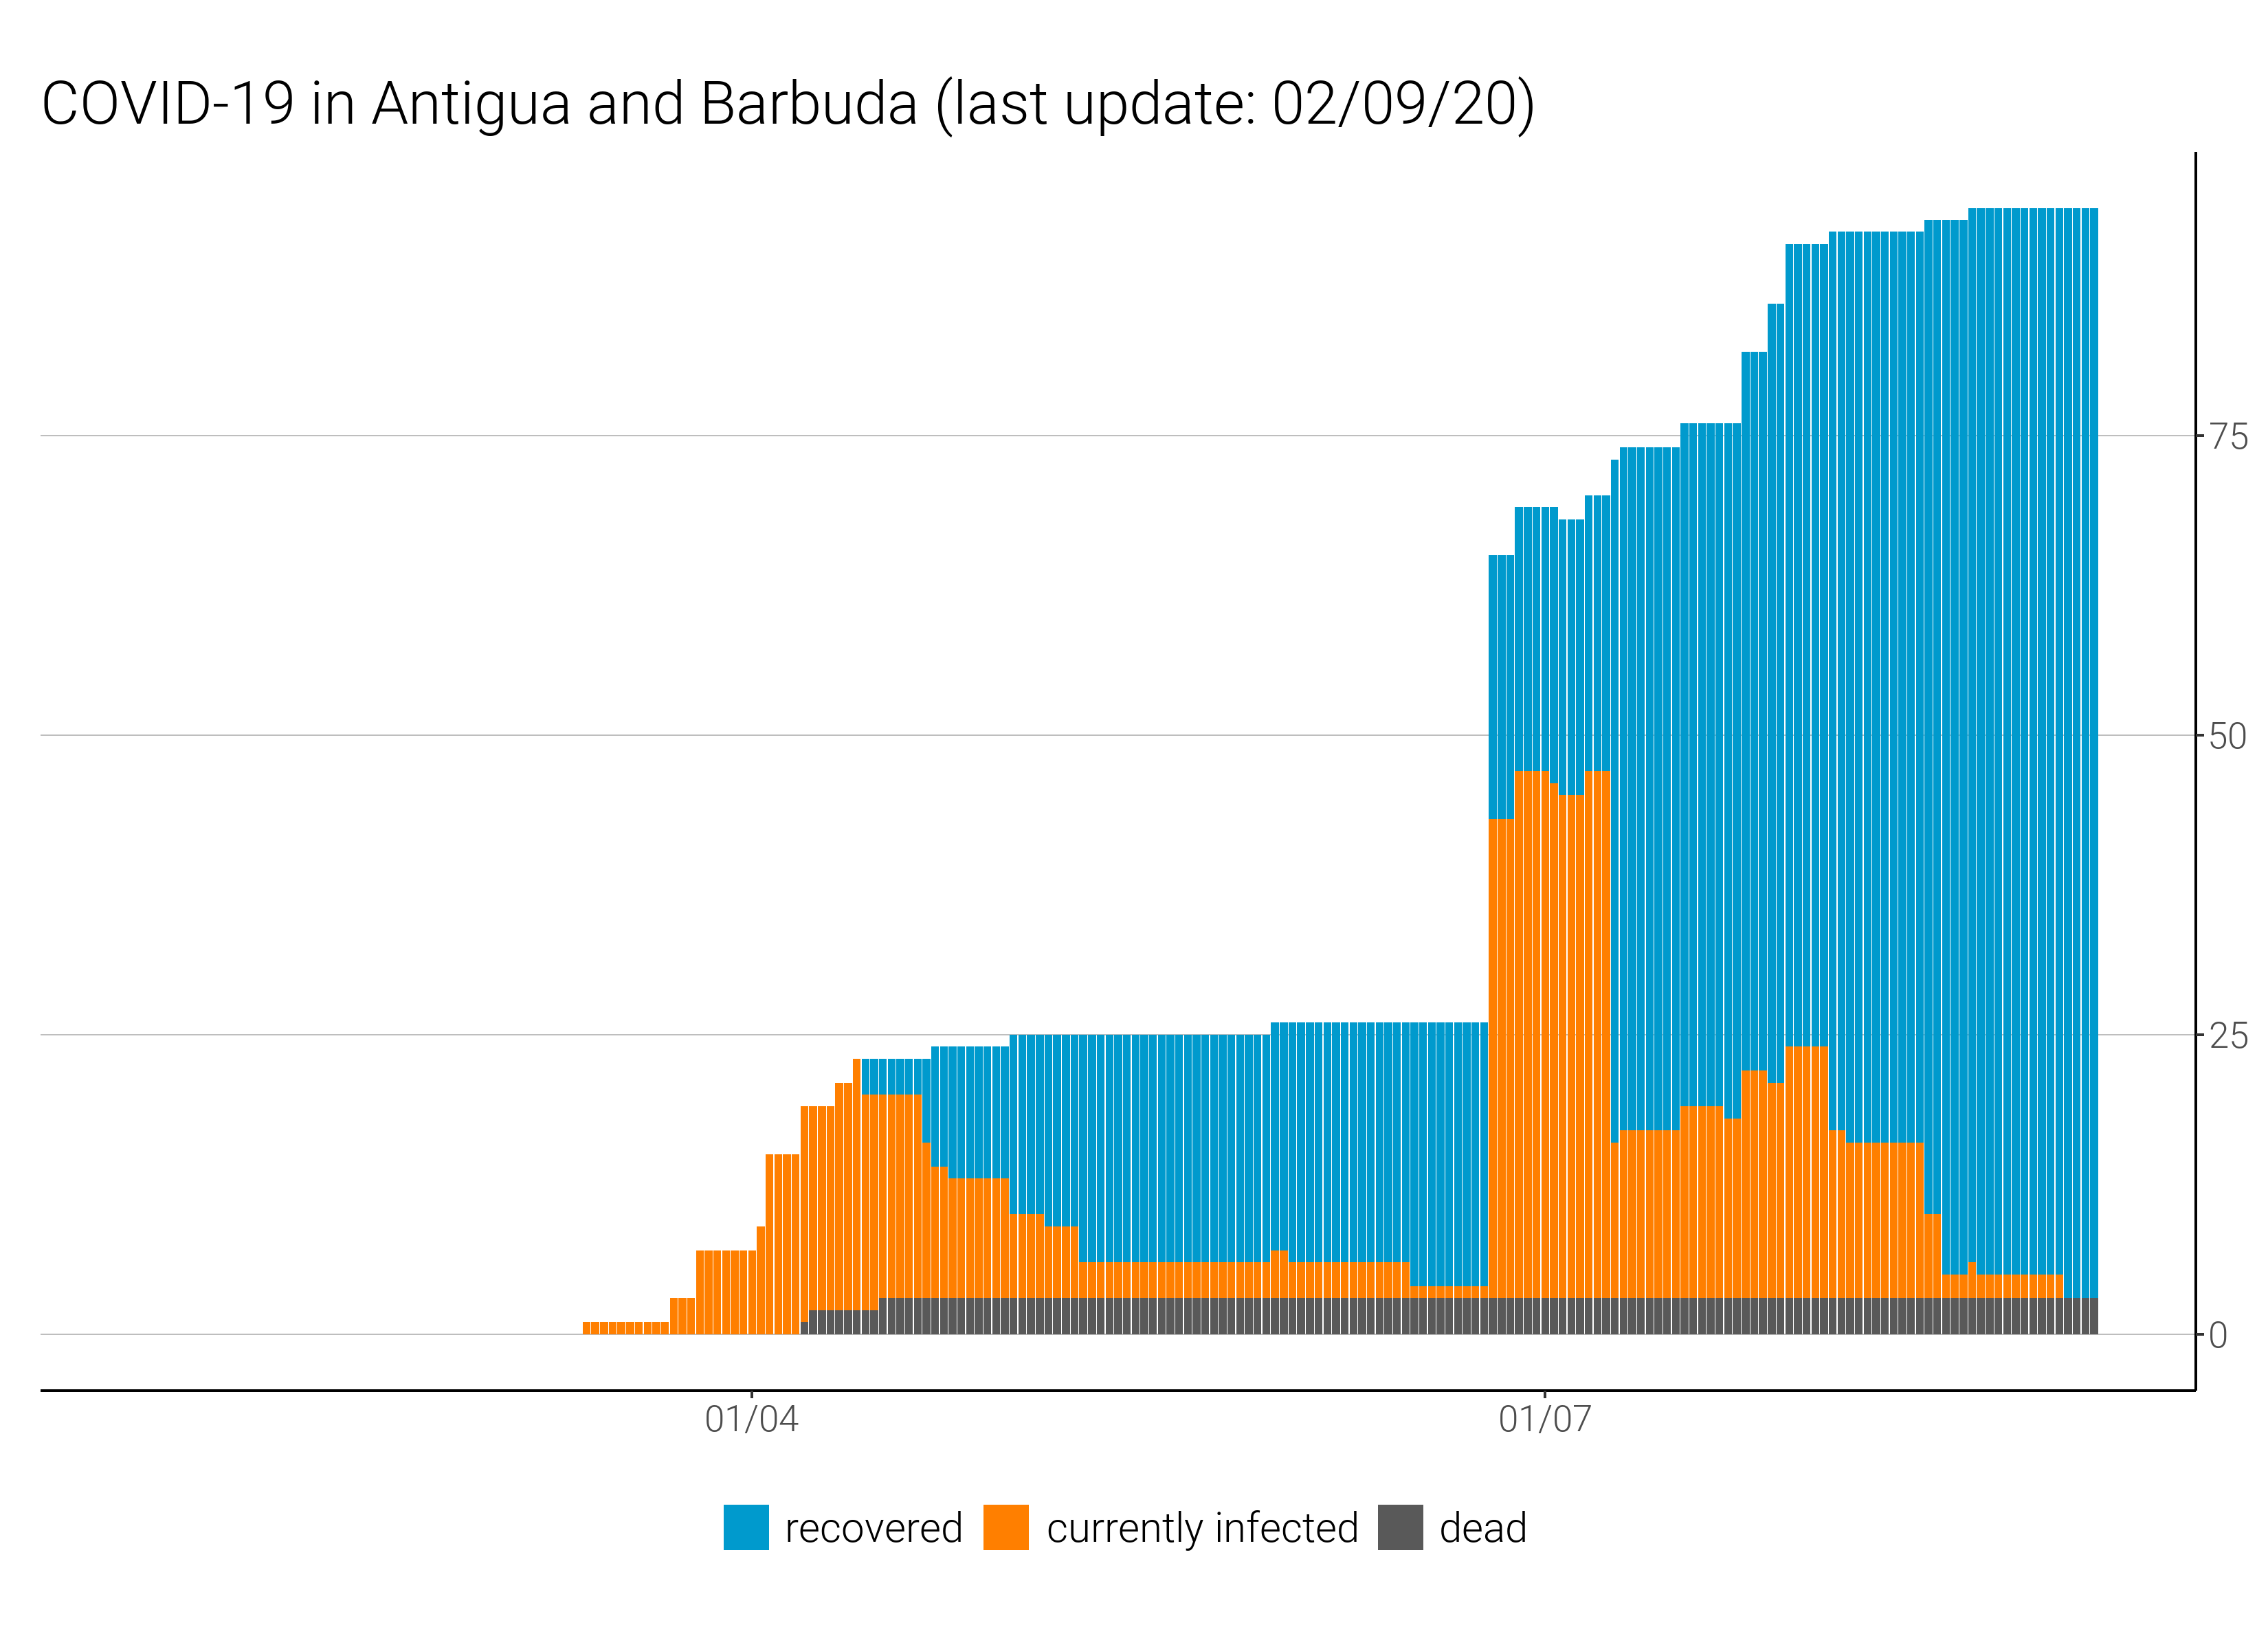 COVID-19 in Antigua and Barbuda (last update: 02/09/20)
75
50
25
0
01/04 01/07
recovered currently infected dead